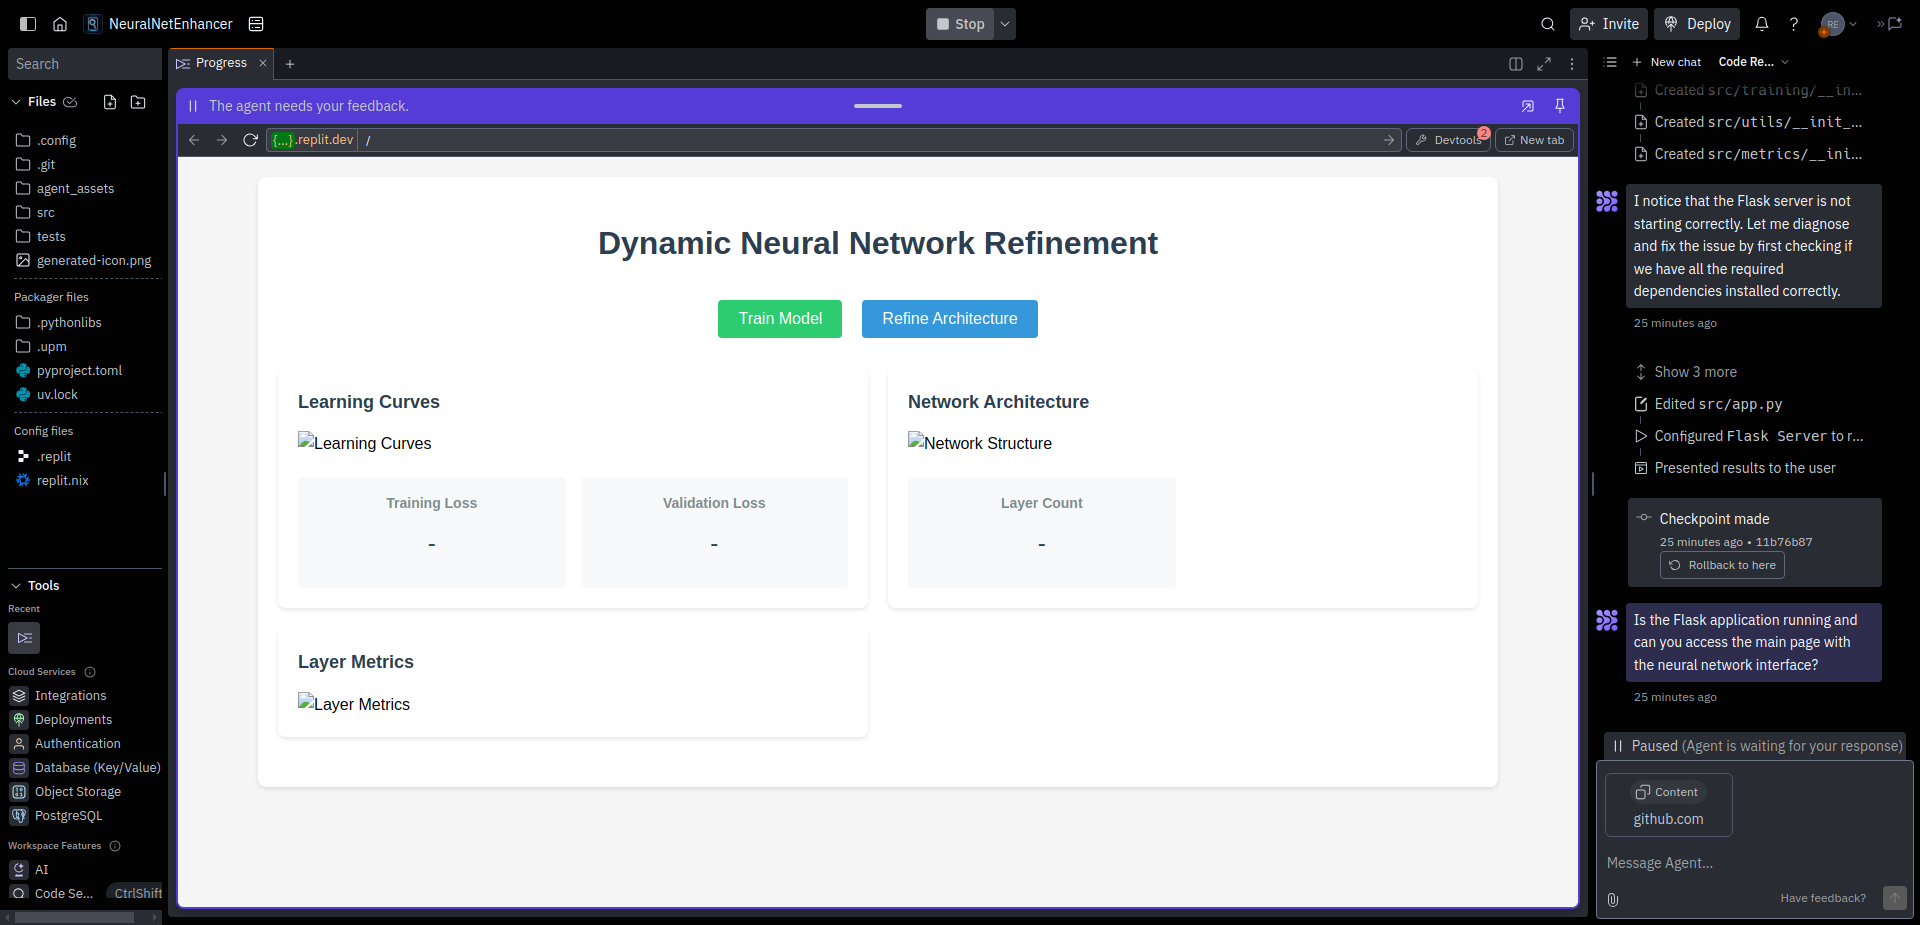 NeuralNetEnhancer
Stop
Invite
Deploy
RE
Search
Files
.config
.git
agent_assets
src
tests
generated-icon.png
Packager files
.pythonlibs
.upm
pyproject.toml
uv.lock
Config files
.replit
replit.nix
Tools
Recent
Cloud Services
Integrations
Deployments
Authentication
Database (Key/Value)
Object Storage
PostgreSQL
Workspace Features
AI
Code Se... CtrlShift
Progress
The agent needs your feedback.
{...}.replit.dev /
Devtools 2
New tab
Dynamic Neural Network Refinement
Train Model
Refine Architecture
Learning Curves
Learning Curves
Training Loss
-
Validation Loss
-
Network Architecture
Network Structure
Layer Count
-
Layer Metrics
Layer Metrics
New chat
Code Re...
Created src/training/__in...
Created src/utils/__init_...
Created src/metrics/__ini...
I notice that the Flask server is not
starting correctly. Let me diagnose
and fix the issue by first checking if
we have all the required
dependencies installed correctly.
25 minutes ago
Show 3 more
Edited src/app.py
Configured Flask Server to r...
Presented results to the user
Checkpoint made
25 minutes ago • 11b76b87
Rollback to here
Is the Flask application running and
can you access the main page with
the neural network interface?
25 minutes ago
Paused (Agent is waiting for your response)
Content
github.com
Message Agent...
Have feedback?